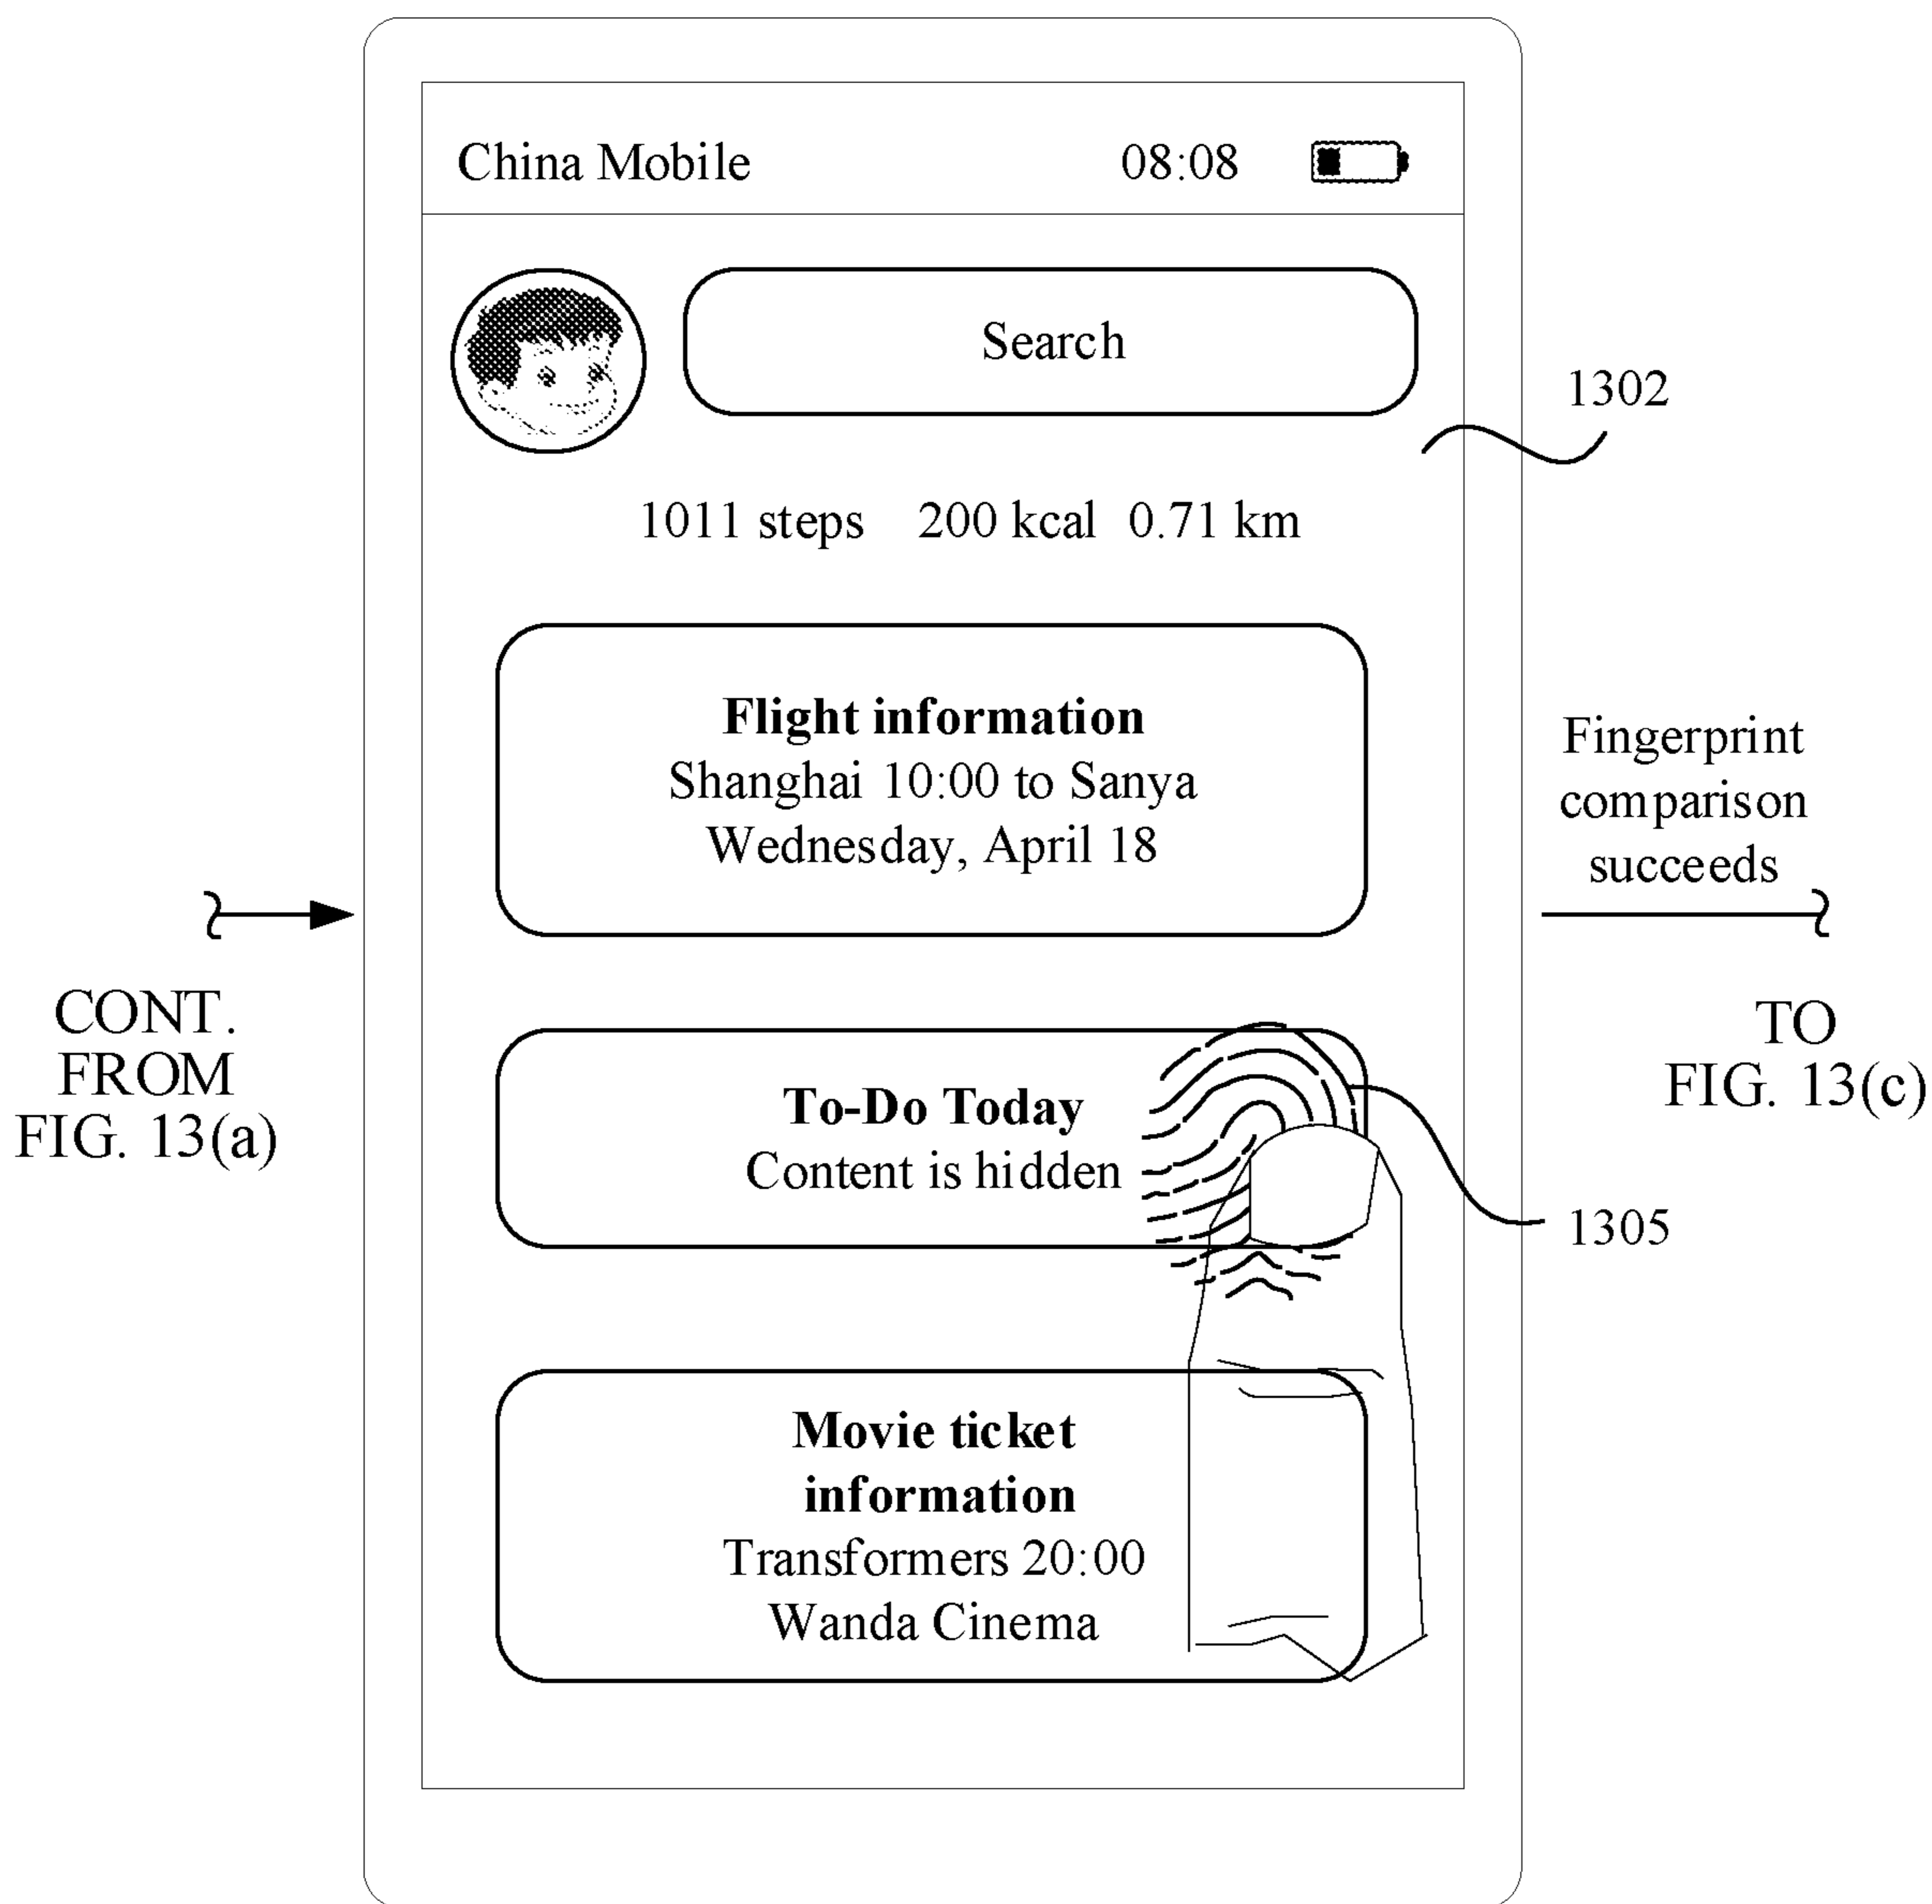 China Mobile 08:08
Search
1302
1011 steps 200 kcal 0.71 km
Flight information
Shanghai 10:00 to Sanya
Wednesday, April 18
Fingerprint
comparison
succeeds
CONT.
FROM
FIG. 13(a)
TO
FIG. 13(c)
To-Do Today
Content is hidden
1305
Movie ticket
information
Transformers 20:00
Wanda Cinema